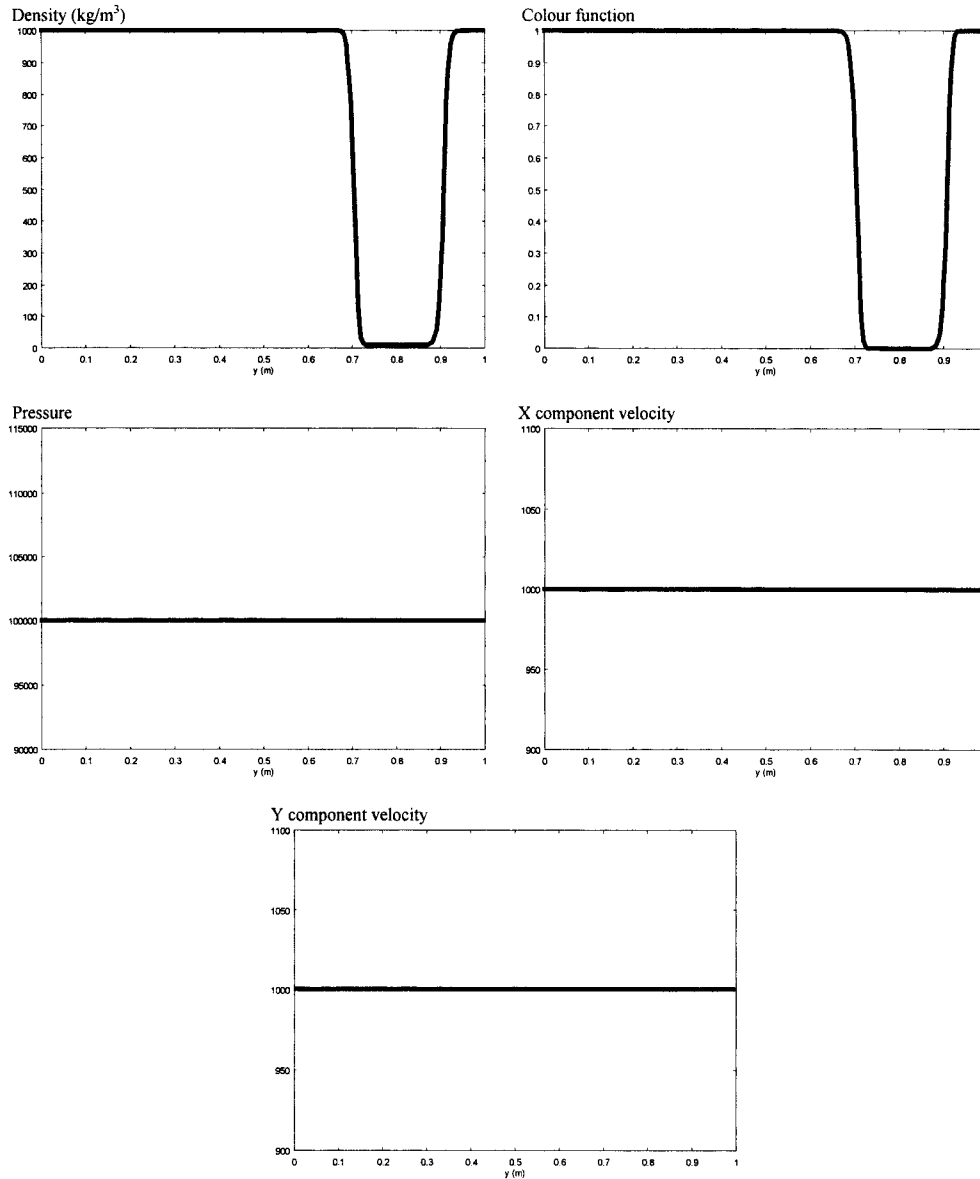 Density (kg/m³)
1000
900
800
700
600
500
400
300
200
100
0
0 0.1 0.2 0.3 0.4 0.5 0.6 0.7 0.8 0.9 1
y (m)
Colour function
1
0.9
0.8
0.7
0.6
0.5
0.4
0.3
0.2
0.1
0
0 0.1 0.2 0.3 0.4 0.5 0.6 0.7 0.8 0.9
y (m)
Pressure
115000
110000
105000
100000
95000
90000
0 0.1 0.2 0.3 0.4 0.5 0.6 0.7 0.8 0.9 1
y (m)
X component velocity
1100
1050
1000
950
900
0 0.1 0.2 0.3 0.4 0.5 0.6 0.7 0.8 0.9
y (m)
Y component velocity
1100
1050
1000
950
900
0 0.1 0.2 0.3 0.4 0.5 0.6 0.7 0.8 0.9 1
y (m)